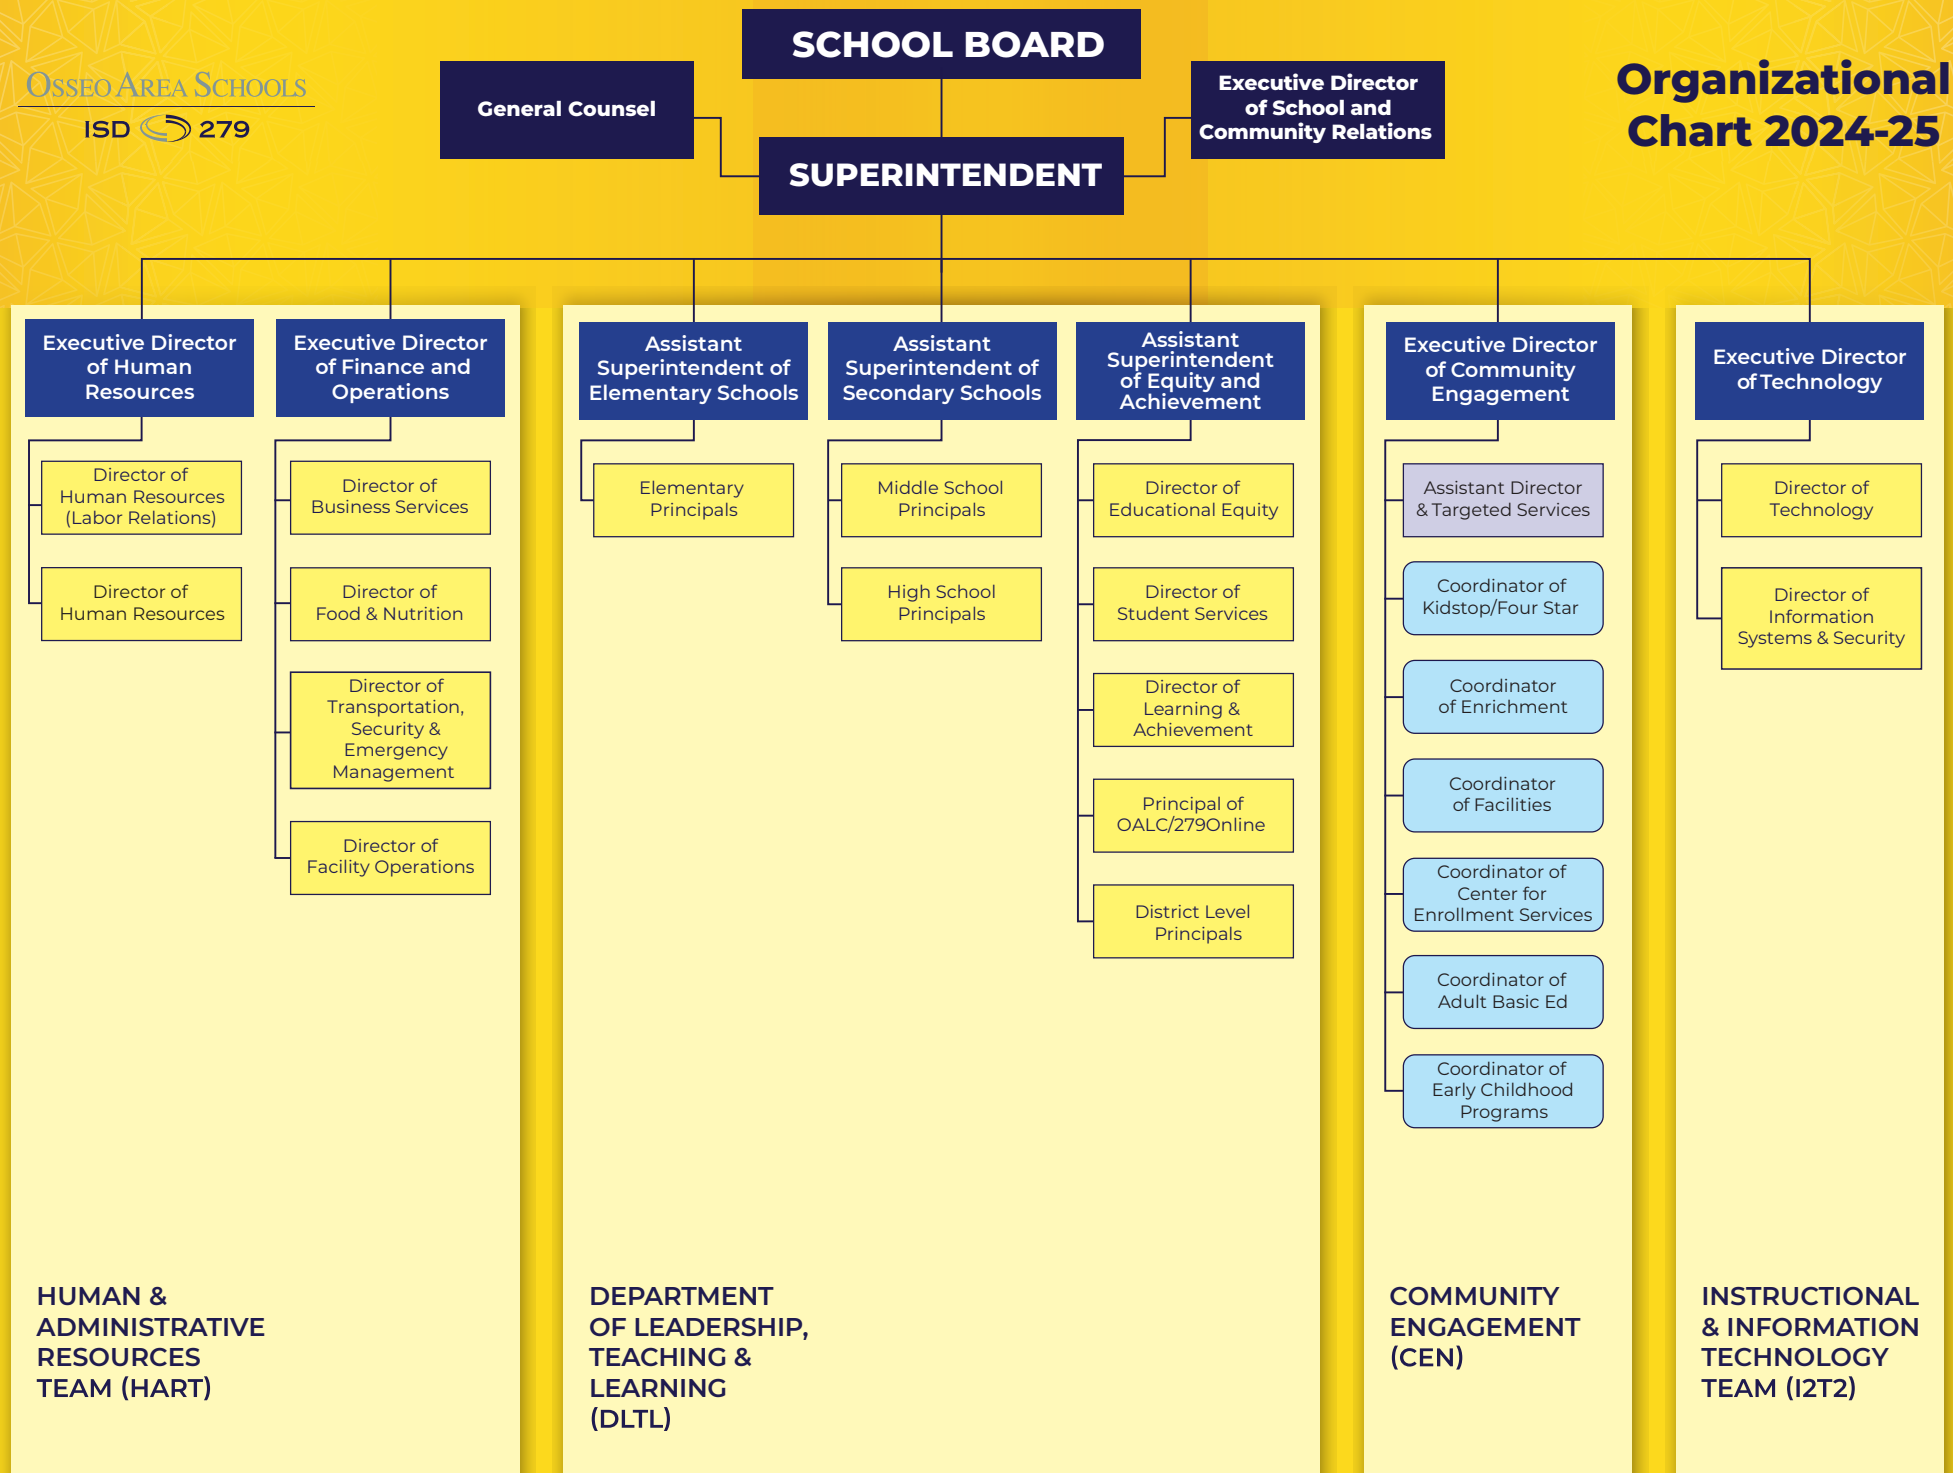 OSSEO AREA SCHOOLS
ISD 279
SCHOOL BOARD
General Counsel
Executive Director
of School and
Community Relations
SUPERINTENDENT
Organizational
Chart 2024-25
Executive Director
of Human
Resources
Director of
Human Resources
(Labor Relations)
Director of
Human Resources
Executive Director
of Finance and
Operations
Director of
Business Services
Director of
Food & Nutrition
Director of
Transportation,
Security &
Emergency
Management
Director of
Facility Operations
HUMAN &
ADMINISTRATIVE
RESOURCES
TEAM (HART)
Assistant
Superintendent of
Elementary Schools
Elementary
Principals
Assistant
Superintendent of
Secondary Schools
Middle School
Principals
High School
Principals
Assistant
Superintendent
of Equity and
Achievement
Director of
Educational Equity
Director of
Student Services
Director of
Learning &
Achievement
Principal of
OALC/279Online
District Level
Principals
DEPARTMENT
OF LEADERSHIP,
TEACHING &
LEARNING
(DLTL)
Executive Director
of Community
Engagement
Assistant Director
& Targeted Services
Coordinator of
Kidstop/Four Star
Coordinator
of Enrichment
Coordinator
of Facilities
Coordinator of
Center for
Enrollment Services
Coordinator of
Adult Basic Ed
Coordinator of
Early Childhood
Programs
COMMUNITY
ENGAGEMENT
(CEN)
Executive Director
of Technology
Director of
Technology
Director of
Information
Systems & Security
INSTRUCTIONAL
& INFORMATION
TECHNOLOGY
TEAM (I2T2)